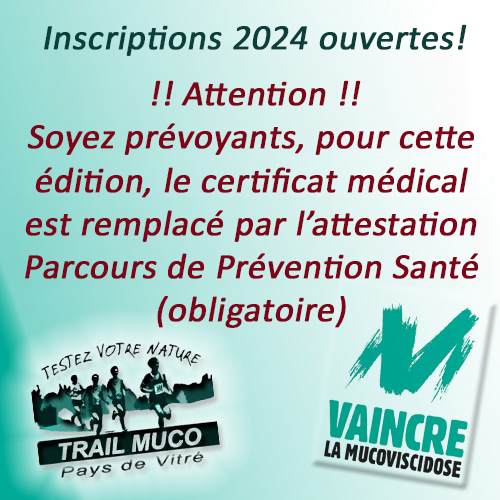 Inscriptions 2024 ouvertes!
!! Attention !!
Soyez prévoyants, pour cette
édition, le certificat médical
est remplacé par l'attestation
Parcours de Prévention Santé
(obligatoire)
TESTEZ VOTRE NATURE
TRAIL MUCO
Pays de Vitré
VAINCRE
LA MUCOVISCIDOSE